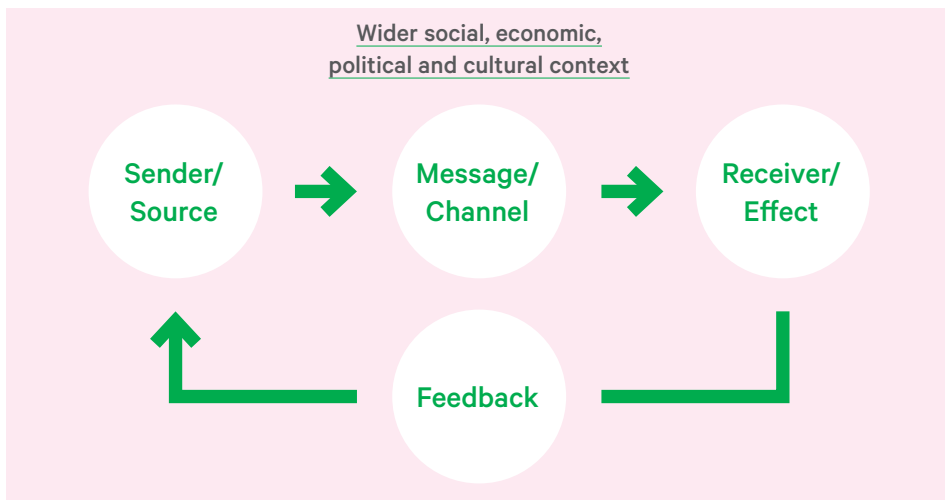 Wider social, economic,
political and cultural context
Sender/
Source
Message/
Channel
Receiver/
Effect
Feedback